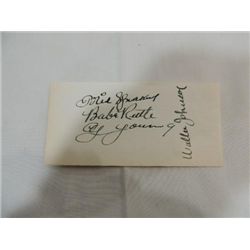 Tris Speaker
Babe Ruth
Cy Young
Walter Johnson